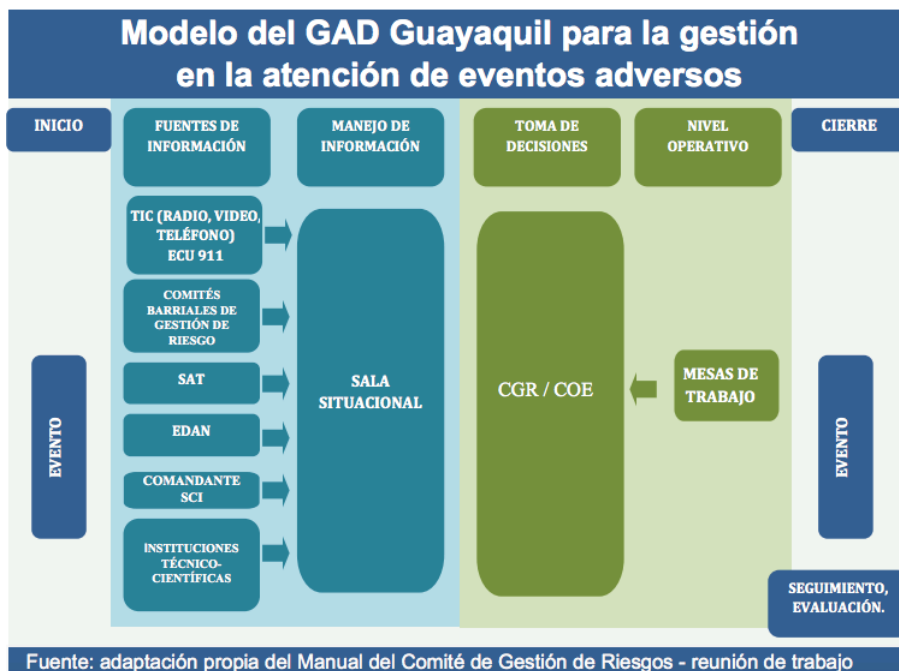 Modelo del GAD Guayaquil para la gestión
en la atención de eventos adversos
INICIO
FUENTES DE
INFORMACIÓN
MANEJO DE
INFORMACIÓN
TOMA DE
DECISIONES
NIVEL
OPERATIVO
CIERRE
EVENTO
TIC (RADIO, VIDEO,
TELÉFONO)
ECU 911
COMITÉS
BARRIALES DE
GESTIÓN DE
RIESGO
SAT
EDAN
COMANDANTE
SCI
INSTITUCIONES
TÉCNICO-
CIENTÍFICAS
SALA
SITUACIONAL
CGR / COE
MESAS DE
TRABAJO
EVENTO
SEGUIMIENTO,
EVALUACIÓN.
Fuente: adaptación propia del Manual del Comité de Gestión de Riesgos - reunión de trabajo